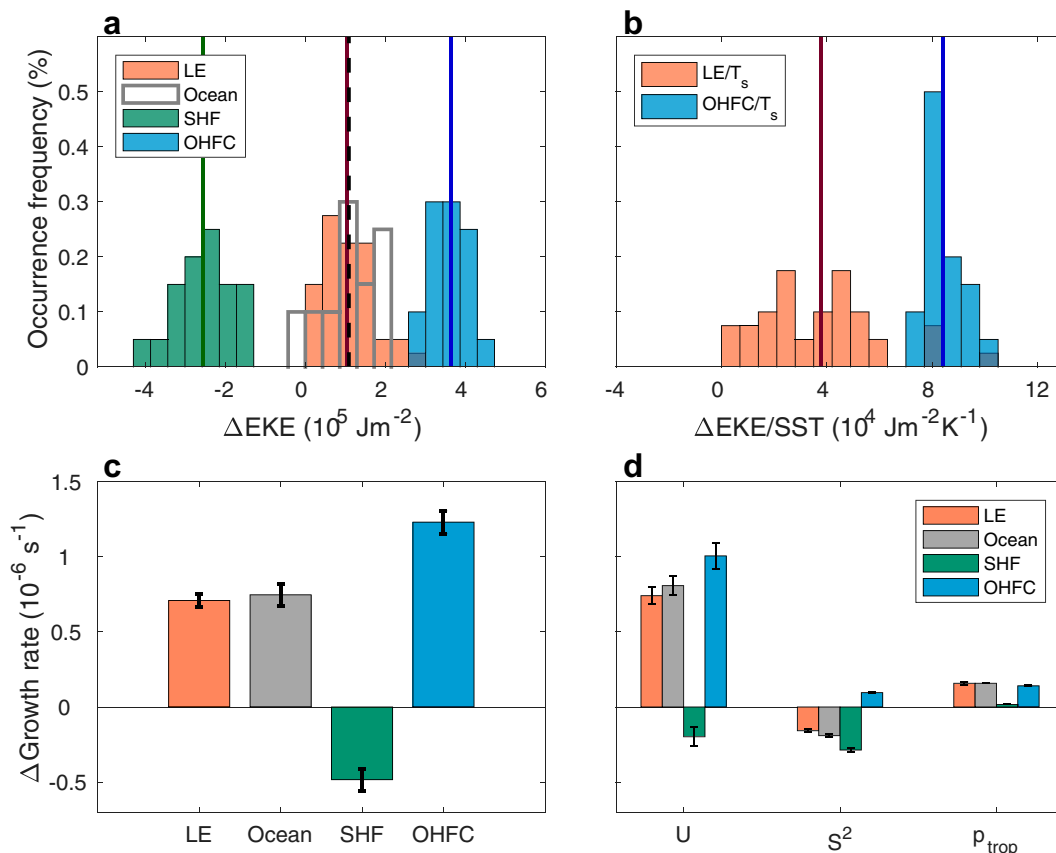 a
LE
Ocean
SHF
OHFC
Occurrence frequency (%)
0.5
0.4
0.3
0.2
0.1
0
-4
-2
0
2
4
6
ΔEKE (10^5 Jm^-2)
b
LE/T_s
OHFC/T_s
0
4
8
12
ΔEKE/SST (10^4 Jm^-2K^-1)
c
ΔGrowth rate (10^-6 s^-1)
1.5
1
0.5
0
-0.5
LE
Ocean
SHF
OHFC
d
LE
Ocean
SHF
OHFC
U
S^2
p_trop